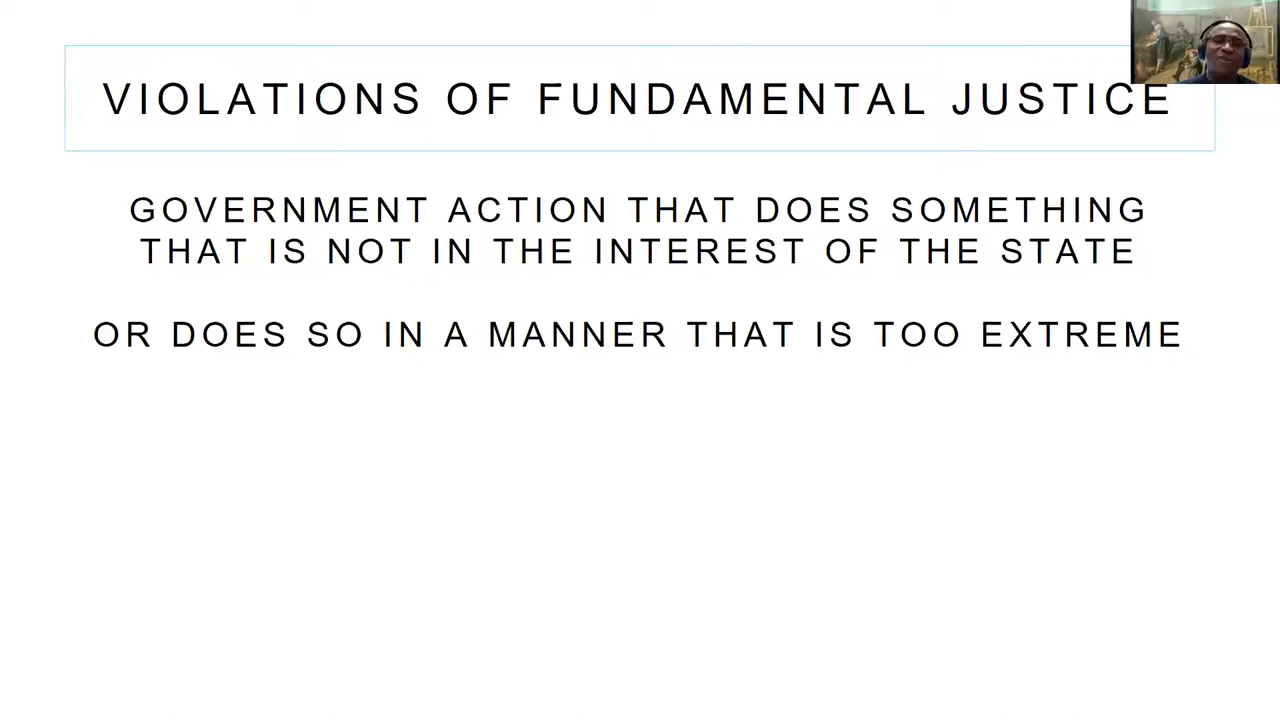 VIOLATIONS OF FUNDAMENTAL JUSTICE
GOVERNMENT ACTION THAT DOES SOMETHING
THAT IS NOT IN THE INTEREST OF THE STATE
OR DOES SO IN A MANNER THAT IS TOO EXTREME